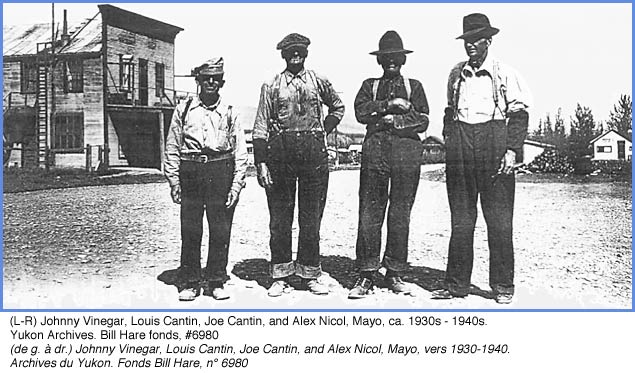 (L-R) Johnny Vinegar, Louis Cantin, Joe Cantin, and Alex Nicol, Mayo, ca. 1930s - 1940s.
Yukon Archives. Bill Hare fonds, #6980
(de g. à dr.) Johnny Vinegar, Louis Cantin, Joe Cantin, and Alex Nicol, Mayo, vers 1930-1940.
Archives du Yukon. Fonds Bill Hare, n° 6980